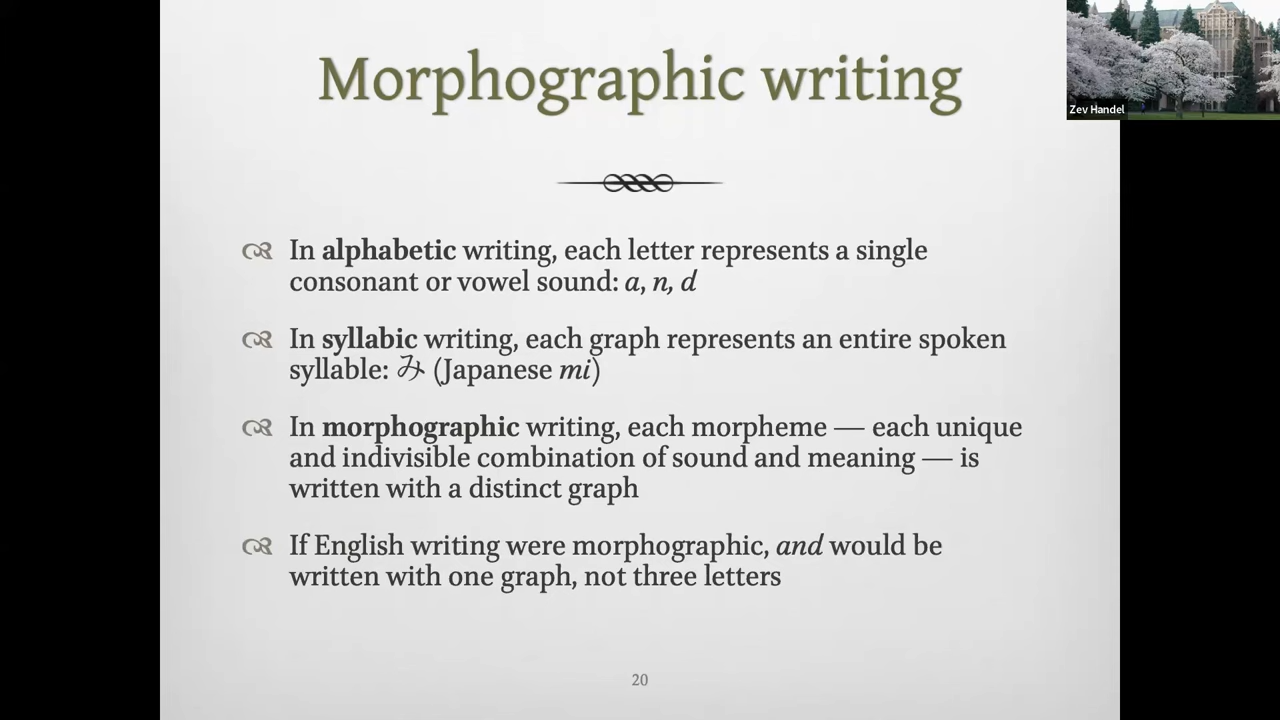 Morphographic writing
Zev Handel
In alphabetic writing, each letter represents a single
consonant or vowel sound: a, n, d
In syllabic writing, each graph represents an entire spoken
syllable: み (Japanese mi)
In morphographic writing, each morpheme — each unique
and indivisible combination of sound and meaning — is
written with a distinct graph
If English writing were morphographic, and would be
written with one graph, not three letters
20